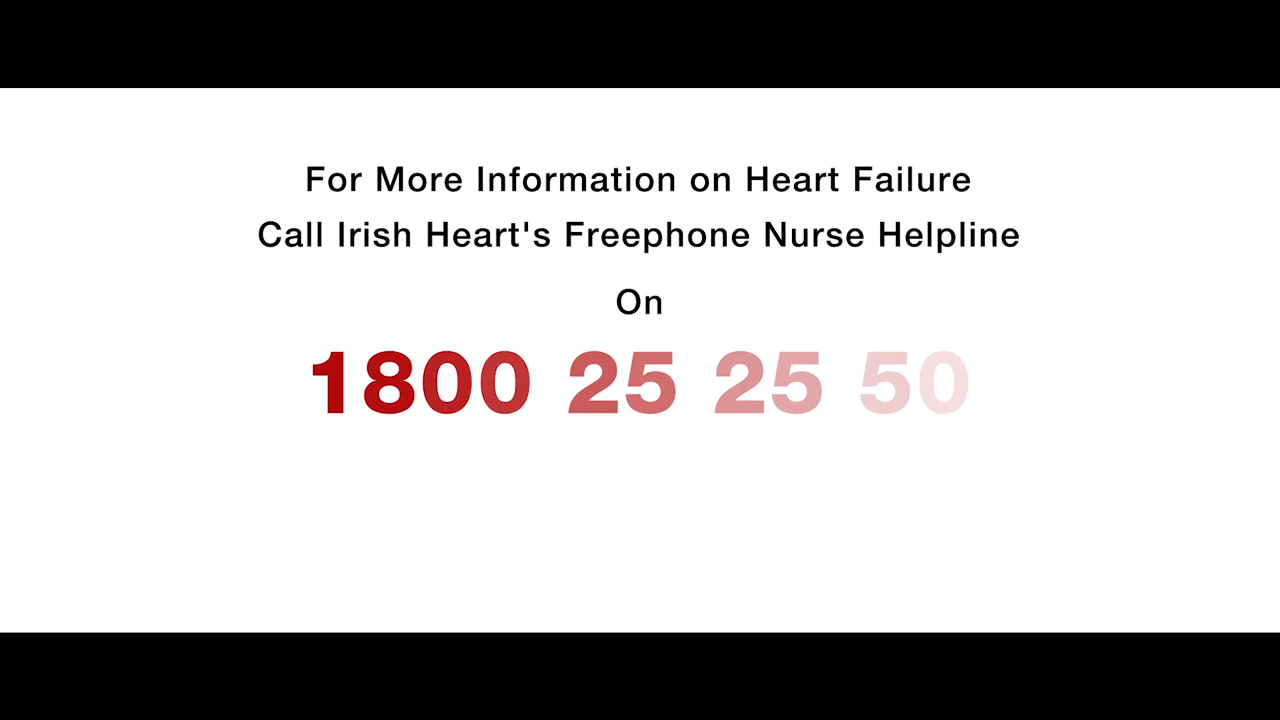 For More Information on Heart Failure
Call Irish Heart's Freephone Nurse Helpline
On
1800 25 25 50